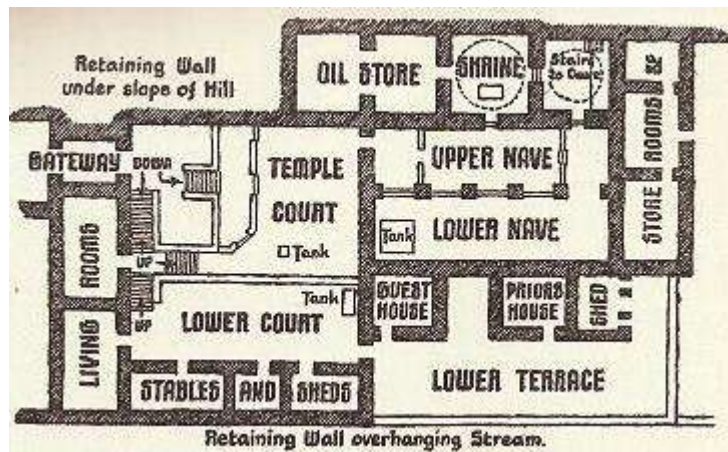 Retaining Wall
under slope of Hill
OIL STORE
SHRINE
Stairs
to Cave
GATEWAY
DOWN
TEMPLE
COURT
UPPER NAVE
STORE ROOMS
Tank
LOWER NAVE
Tank
UP
LIVING ROOMS
UP
Tank
LOWER COURT
GUEST
HOUSE
PRIORS
HOUSE
SHED
STABLES AND SHEDS
LOWER TERRACE
Retaining Wall overhanging Stream.